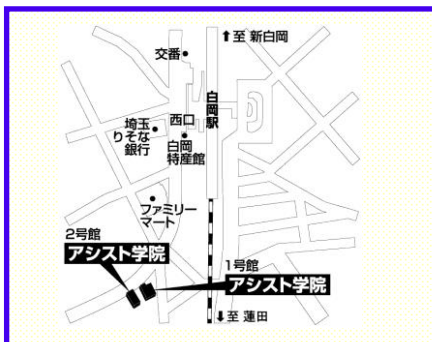 ↑至 新白岡
交番
白岡駅
西口
埼玉
りそな
銀行
白岡
特産館
ファミリー
マート
2号館
アシスト学院
1号館
アシスト学院
↓至 蓮田